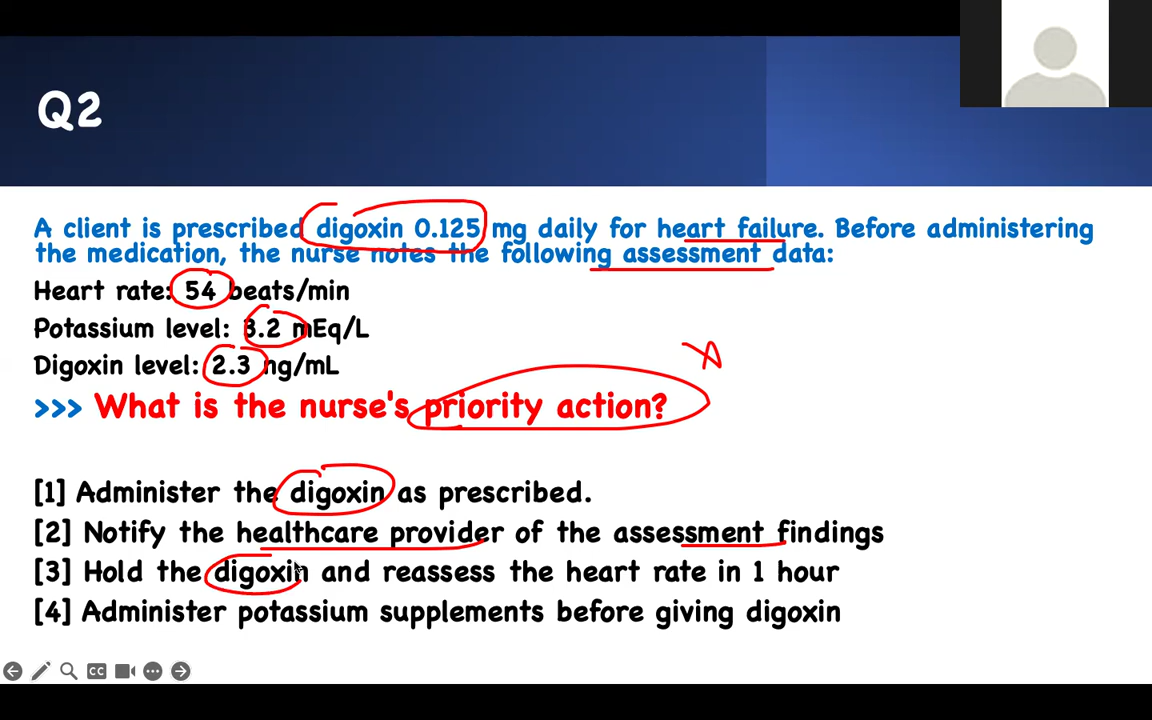 Q2
A client is prescribed digoxin 0.125 mg daily for heart failure. Before administering
the medication, the nurse notes the following assessment data:
Heart rate: 54 beats/min
Potassium level: 3.2 mEq/L
Digoxin level: 2.3 ng/mL
>>> What is the nurse's priority action?
[1] Administer the digoxin as prescribed.
[2] Notify the healthcare provider of the assessment findings
[3] Hold the digoxin and reassess the heart rate in 1 hour
[4] Administer potassium supplements before giving digoxin
CC